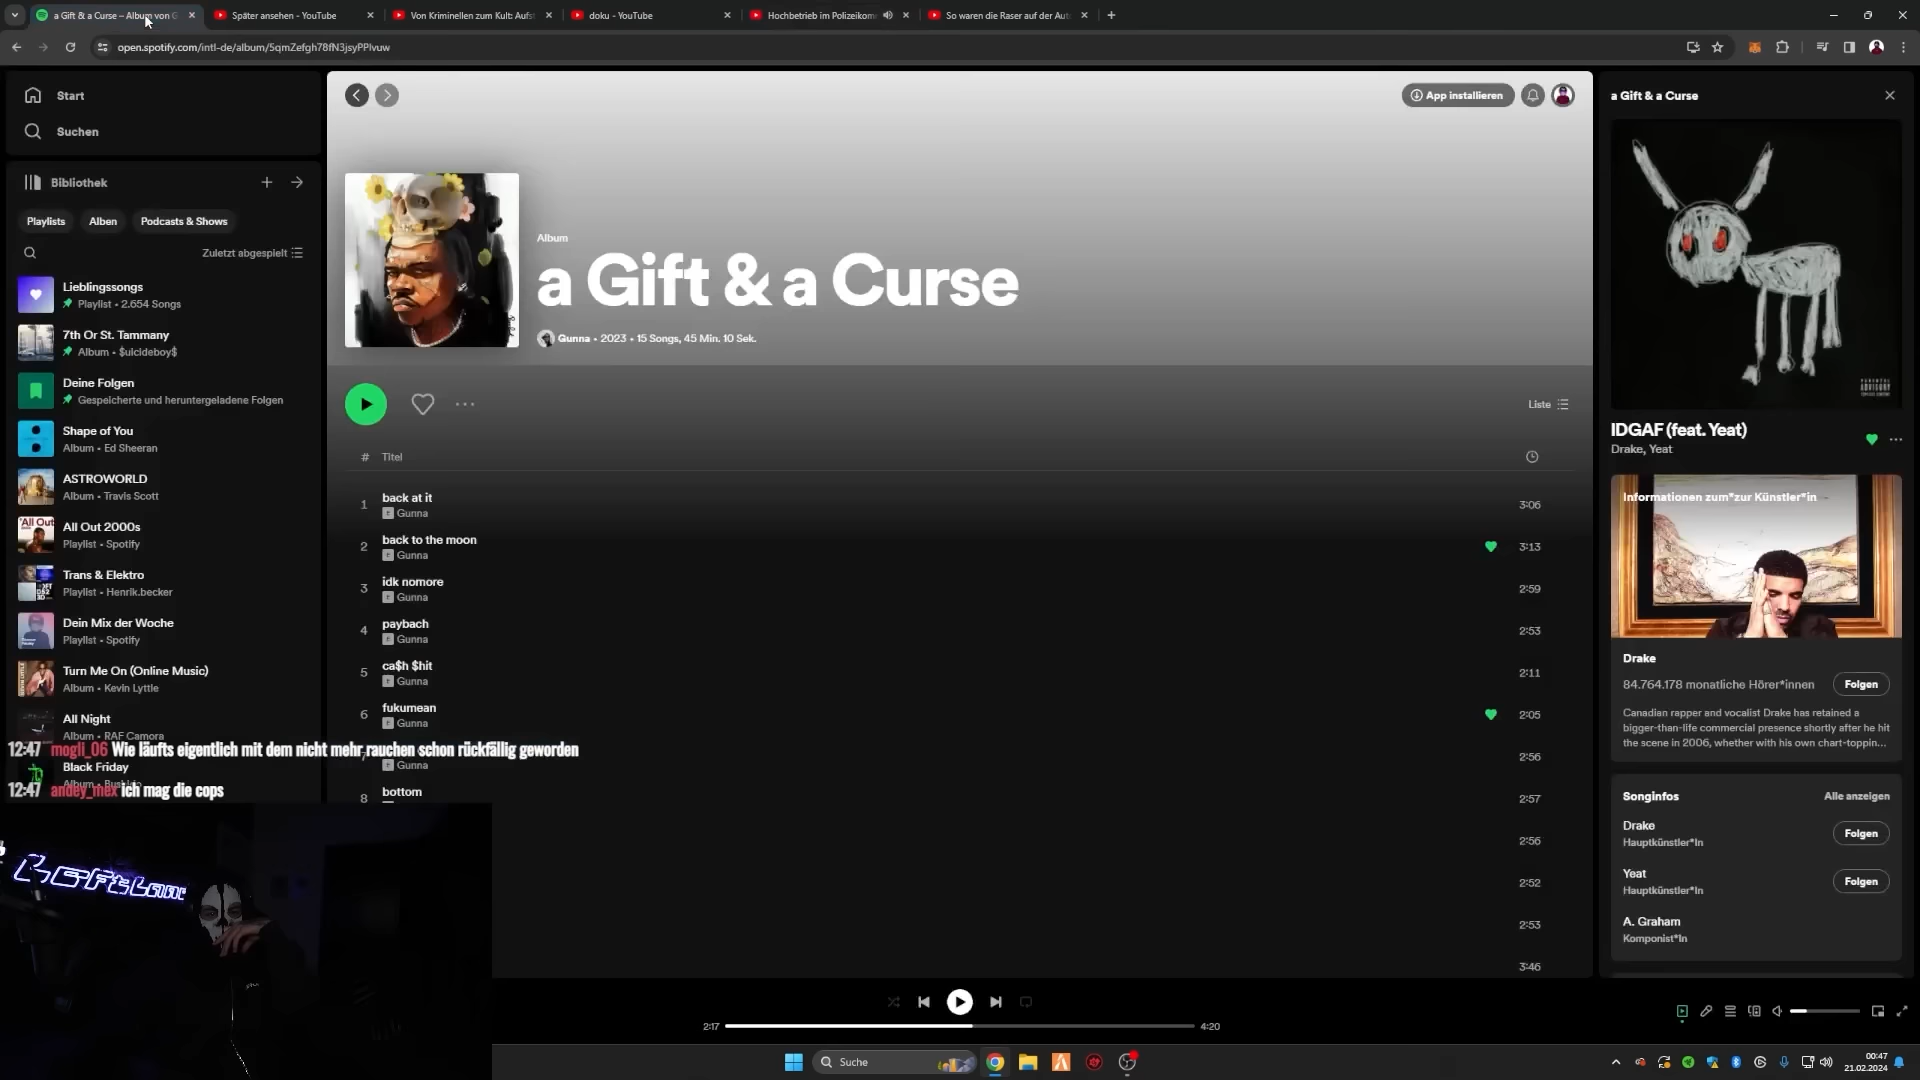 a Gift & a Curse – Album von G
Später ansehen - YouTube
Von Kriminellen zum Kult: Aufst
doku - YouTube
Hochbetrieb im Polizeikom
So waren die Raser auf der Aut
open.spotify.com/intl-de/album/5qmZefgh78fN3jsyPPlvuw
Start
Suchen
Bibliothek
Playlists
Alben
Podcasts & Shows
Zuletzt abgespielt
Lieblingssongs
Playlist • 2.654 Songs
7th Or St. Tammany
Album • $uicideboy$
Deine Folgen
Gespeicherte und heruntergeladene Folgen
Shape of You
Album • Ed Sheeran
ASTROWORLD
Album • Travis Scott
All Out 2000s
Playlist • Spotify
Trans & Elektro
Playlist • Henrik.becker
Dein Mix der Woche
Playlist • Spotify
Turn Me On (Online Music)
Album • Kevin Lyttle
All Night
Album • RAF Camora
12:47 mogli_06 Wie läufts eigentlich mit dem nicht mehr rauchen schon rückfällig geworden
Black Friday
12:47 andey_mex ich mag die cops
App installieren
Album
a Gift & a Curse
Gunna • 2023 • 15 Songs, 45 Min. 10 Sek.
Liste
# Titel
1 back at it 3:06
E Gunna
2 back to the moon 3:13
E Gunna
3 idk nomore 2:59
E Gunna
4 paybach 2:53
E Gunna
5 ca$h $hit 2:11
E Gunna
6 fukumean 2:05
E Gunna
2:56
E Gunna
8 bottom 2:57
2:56
2:52
2:53
3:46
a Gift & a Curse
IDGAF (feat. Yeat)
Drake, Yeat
Informationen zum*zur Künstler*in
Drake
84.764.178 monatliche Hörer*innen
Folgen
Canadian rapper and vocalist Drake has retained a
bigger-than-life commercial presence shortly after he hit
the scene in 2006, whether with his own chart-toppin...
Songinfos
Alle anzeigen
Drake
Hauptkünstler*in
Folgen
Yeat
Hauptkünstler*in
Folgen
A. Graham
Komponist*in
2:17
4:20
Suche
00:47
21.02.2024